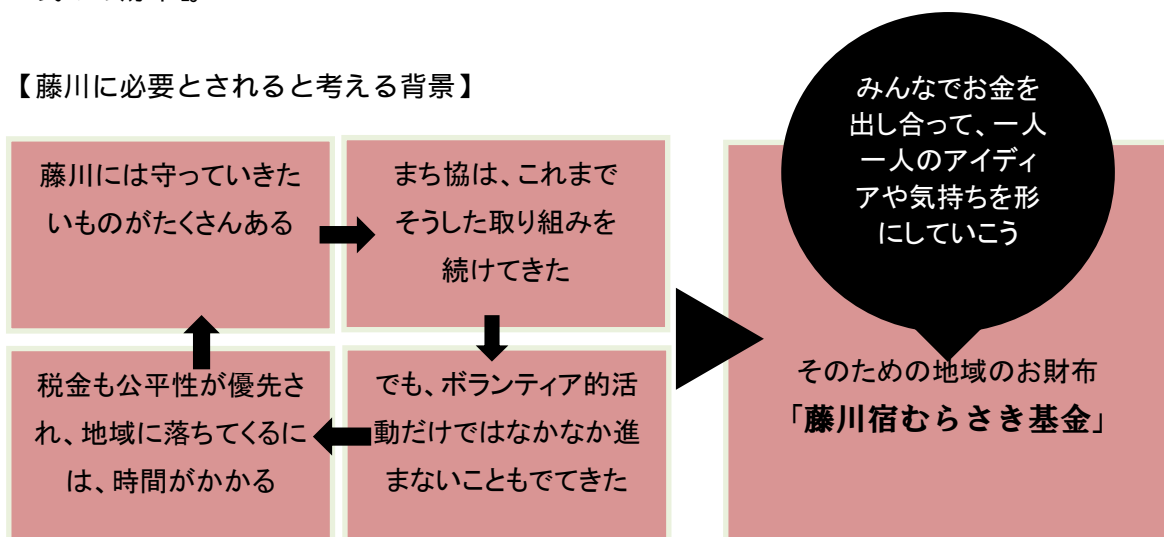 【藤川に必要とされると考える背景】
みんなでお金を
出し合って、一人
一人のアイディ
アや気持ちを形
にしていこう
藤川には守っていきた
いものがたくさんある
まち協は、これまで
そうした取り組みを
続けてきた
税金も公平性が優先さ
れ、地域に落ちてくるに
は、時間がかかる
でも、ボランティア的活
動だけではなかなか進
まないこともでてきた
そのための地域のお財布
「藤川宿むらさき基金」